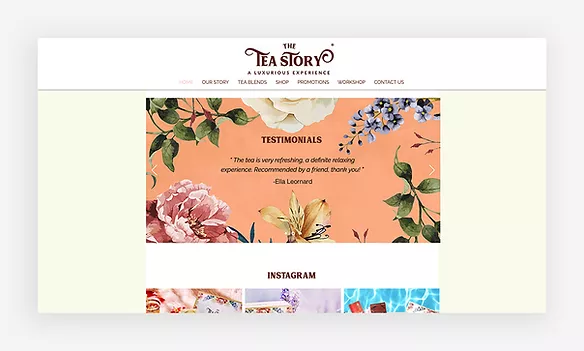 THE
TEA STORY
A LUXURIOUS EXPERIENCE
HOME OUR STORY TEA BLENDS SHOP PROMOTIONS WORKSHOP CONTACT US
TESTIMONIALS
" The tea is very refreshing, a definite relaxing
experience. Recommended by a friend, thank you! "
-Ella Leornard
INSTAGRAM